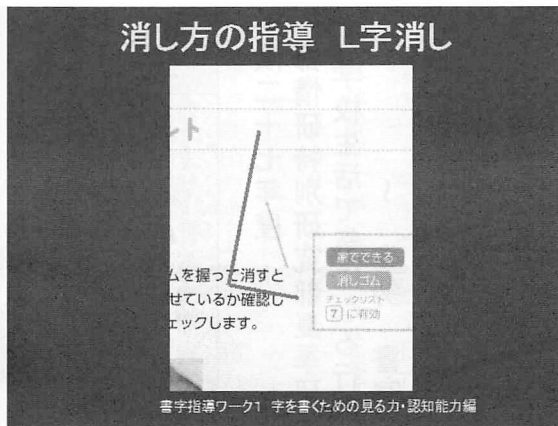 消し方の指導 L字消し
ント
ムを握って消すと
せているか確認し
ェックします。
家でできる
消しゴム
チェックリスト
7 に有効
書字指導ワーク1 字を書くための見る力・認知能力編